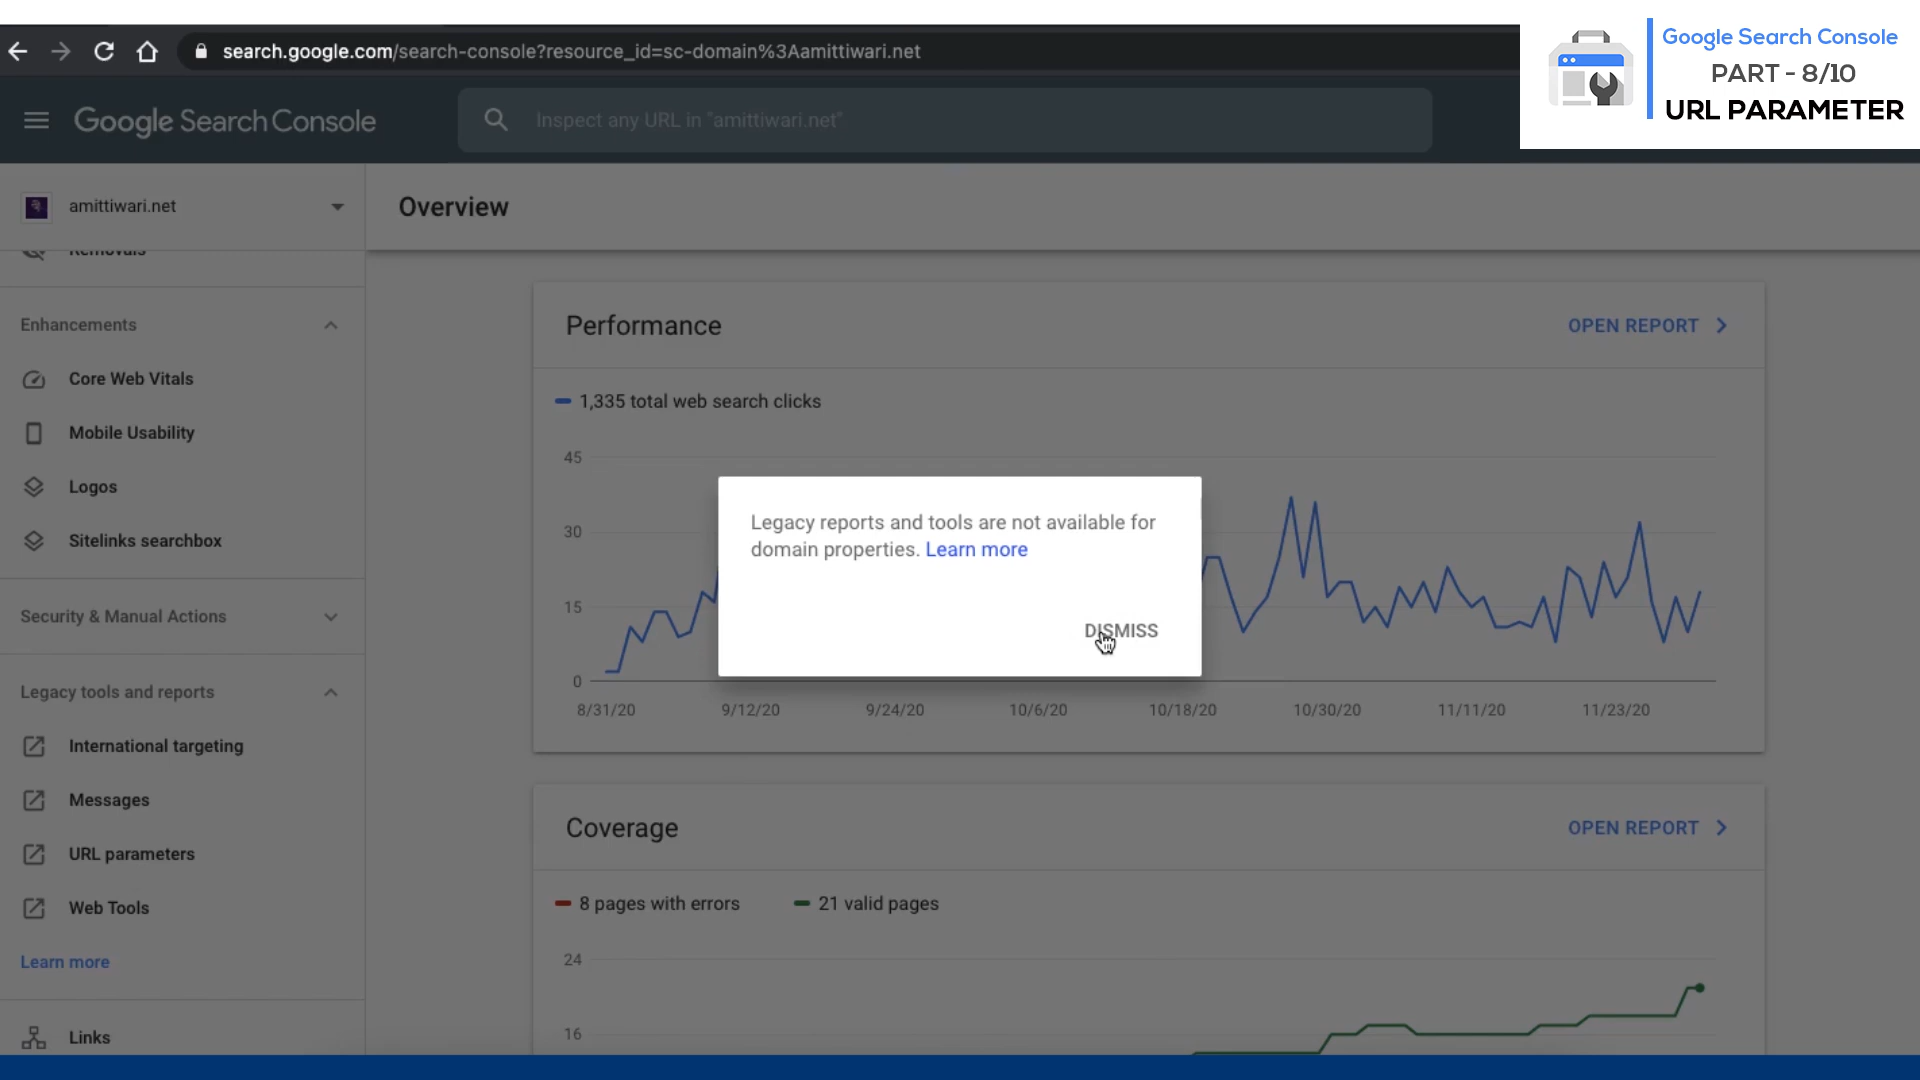 search.google.com/search-console?resource_id=sc-domain%3Aamittiwari.net
Google Search Console
PART - 8/10
URL PARAMETER
Google Search Console
Inspect any URL in "amittiwari.net"
amittiwari.net
Overview
Removals
Enhancements
Core Web Vitals
Mobile Usability
Logos
Sitelinks searchbox
Security & Manual Actions
Legacy tools and reports
International targeting
Messages
URL parameters
Web Tools
Learn more
Links
Performance
OPEN REPORT
1,335 total web search clicks
45
30
15
0
8/31/20
9/12/20
9/24/20
10/6/20
10/18/20
10/30/20
11/11/20
11/23/20
Legacy reports and tools are not available for
domain properties. Learn more
DISMISS
Coverage
OPEN REPORT
8 pages with errors
21 valid pages
24
16